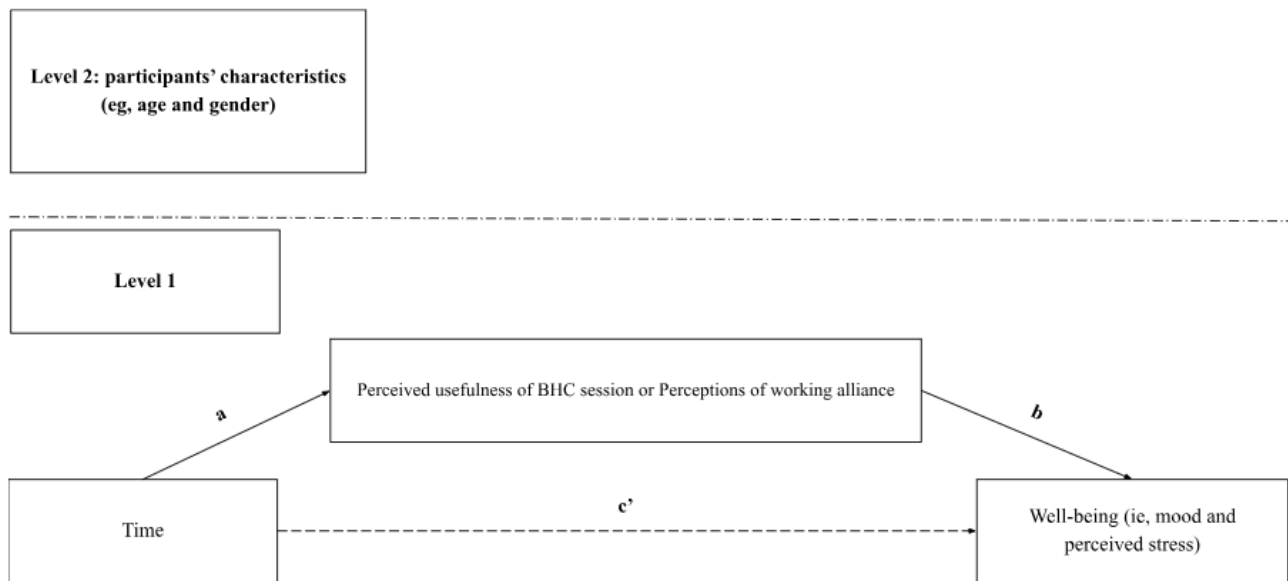 Level 2: participants’ characteristics
(eg, age and gender)
Level 1
Perceived usefulness of BHC session or Perceptions of working alliance
a
b
c’
Time
Well-being (ie, mood and
perceived stress)